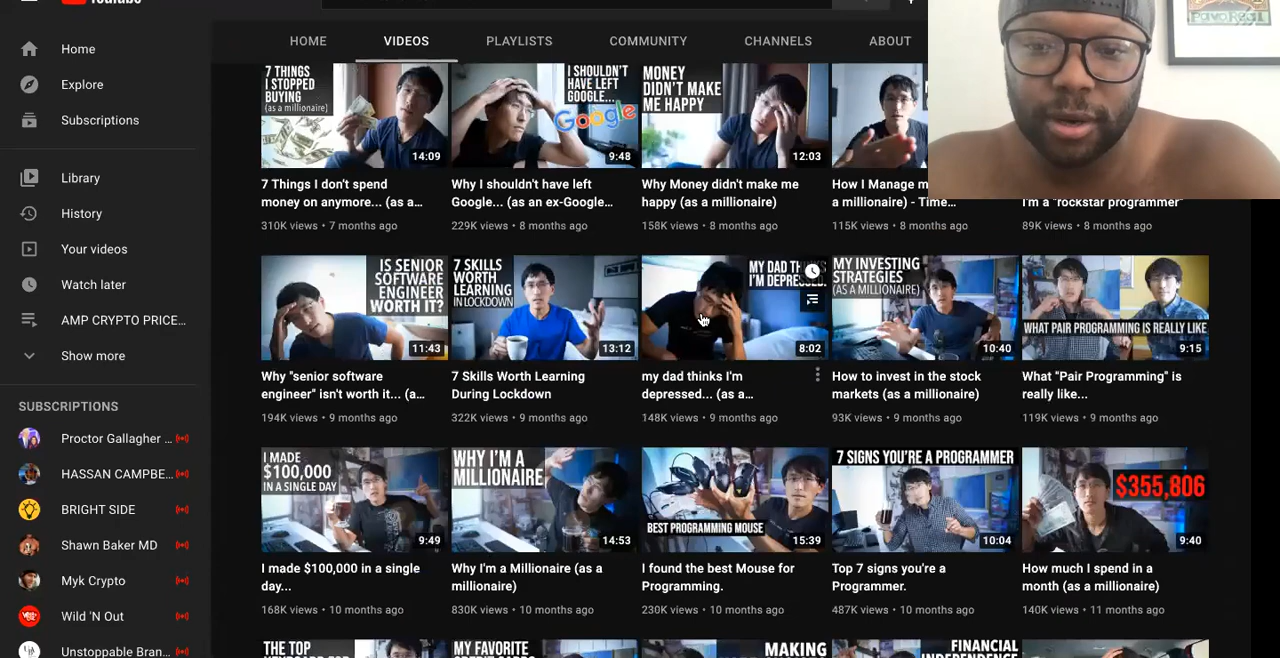 HOME VIDEOS PLAYLISTS COMMUNITY CHANNELS ABOUT
Home
Explore
Subscriptions
Library
History
Your videos
Watch later
AMP CRYPTO PRICE...
Show more
SUBSCRIPTIONS
Proctor Gallagher ...
HASSAN CAMPBE...
BRIGHT SIDE
Shawn Baker MD
Myk Crypto
Wild 'N Out
Unstoppable Bran...
7 THINGS
I STOPPED
BUYING
(as a millionaire)
14:09
7 Things I don't spend
money on anymore... (as a...
310K views • 7 months ago
I SHOULDN'T
HAVE LEFT
GOOGLE...
Google
9:48
Why I shouldn't have left
Google... (as an ex-Google...
229K views • 8 months ago
MONEY
DIDN'T MAKE
ME HAPPY
12:03
Why Money didn't make me
happy (as a millionaire)
158K views • 8 months ago
How I Manage m
a millionaire) - Time...
115K views • 8 months ago
I'm a "rockstar programmer"
89K views • 8 months ago
IS SENIOR
SOFTWARE
ENGINEER
WORTH IT?
11:43
Why "senior software
engineer" isn't worth it... (a...
194K views • 9 months ago
7 SKILLS
WORTH
LEARNING
IN LOCKDOWN
13:12
7 Skills Worth Learning
During Lockdown
322K views • 9 months ago
MY DAD TH
I'M DEPRESSED.
8:02
my dad thinks I'm
depressed... (as a...
148K views • 9 months ago
MY INVESTING
STRATEGIES
(AS A MILLIONAIRE)
10:40
How to invest in the stock
markets (as a millionaire)
93K views • 9 months ago
WHAT PAIR PROGRAMMING IS REALLY LIKE
9:15
What "Pair Programming" is
really like...
119K views • 9 months ago
I MADE
$100,000
IN A SINGLE
DAY
9:49
I made $100,000 in a single
day...
168K views • 10 months ago
WHY I'M A
MILLIONAIRE
14:53
Why I'm a Millionaire (as a
millionaire)
830K views • 10 months ago
BEST PROGRAMMING MOUSE
15:39
I found the best Mouse for
Programming.
230K views • 10 months ago
7 SIGNS YOU'RE A PROGRAMMER
10:04
Top 7 signs you're a
Programmer.
487K views • 10 months ago
$355,806
9:40
How much I spend in a
month (as a millionaire)
140K views • 11 months ago
THE TOP
MY FAVORITE
MAKING
FINANCIAL
Pavo Real